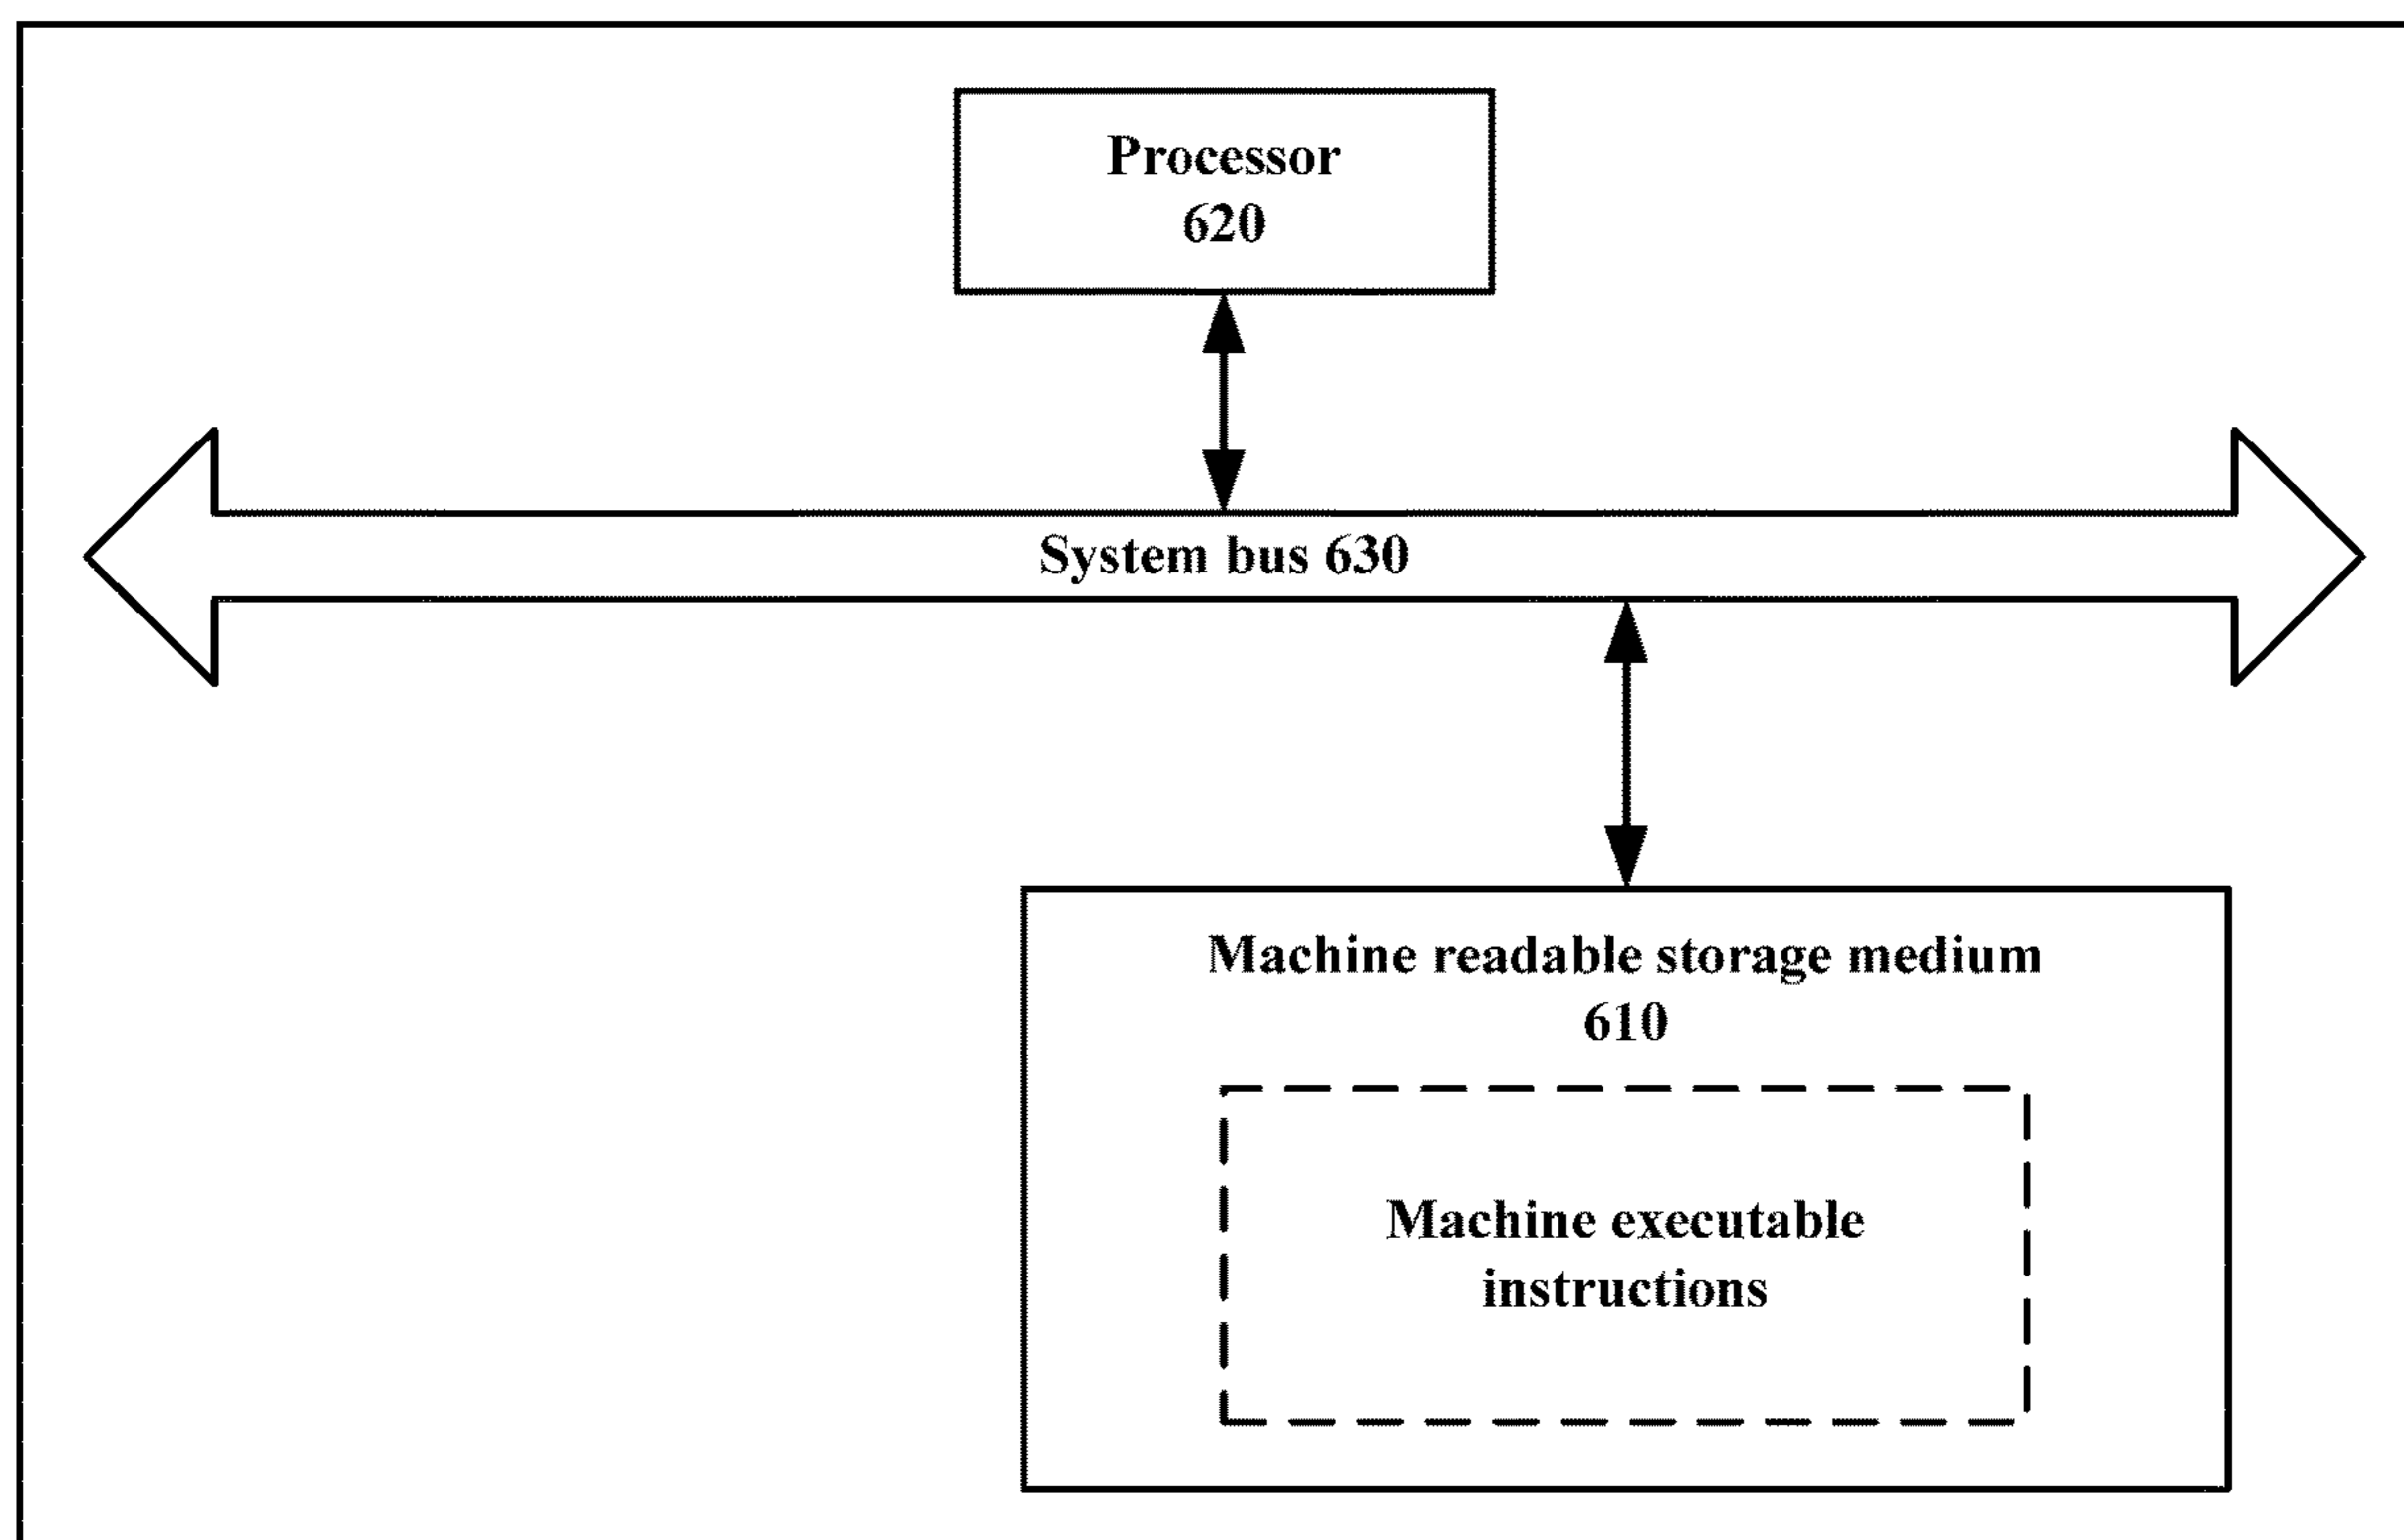 Processor
620
System bus 630
Machine readable storage medium
610
Machine executable
instructions